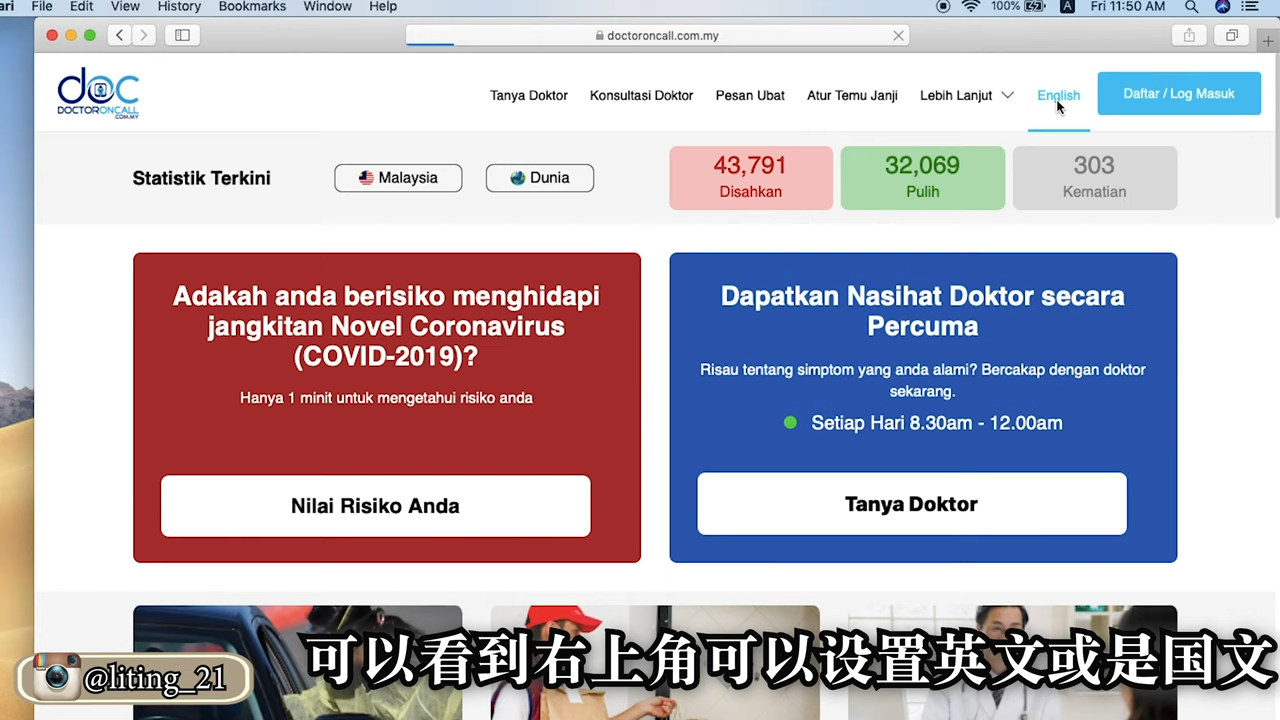 ari File Edit View History Bookmarks Window Help 100% A Fri 11:50 AM
doctoroncall.com.my
doc
DOCTORONCALL
.COM.MY
Tanya Doktor Konsultasi Doktor Pesan Ubat Atur Temu Janji Lebih Lanjut English Daftar / Log Masuk
Statistik Terkini Malaysia Dunia
43,791
Disahkan
32,069
Pulih
303
Kematian
Adakah anda berisiko menghidapi
jangkitan Novel Coronavirus
(COVID-2019)?
Hanya 1 minit untuk mengetahui risiko anda
Nilai Risiko Anda
Dapatkan Nasihat Doktor secara
Percuma
Risau tentang simptom yang anda alami? Bercakap dengan doktor
sekarang.
Setiap Hari 8.30am - 12.00am
Tanya Doktor
可以看到右上角可以设置英文或是国文
@liting_21